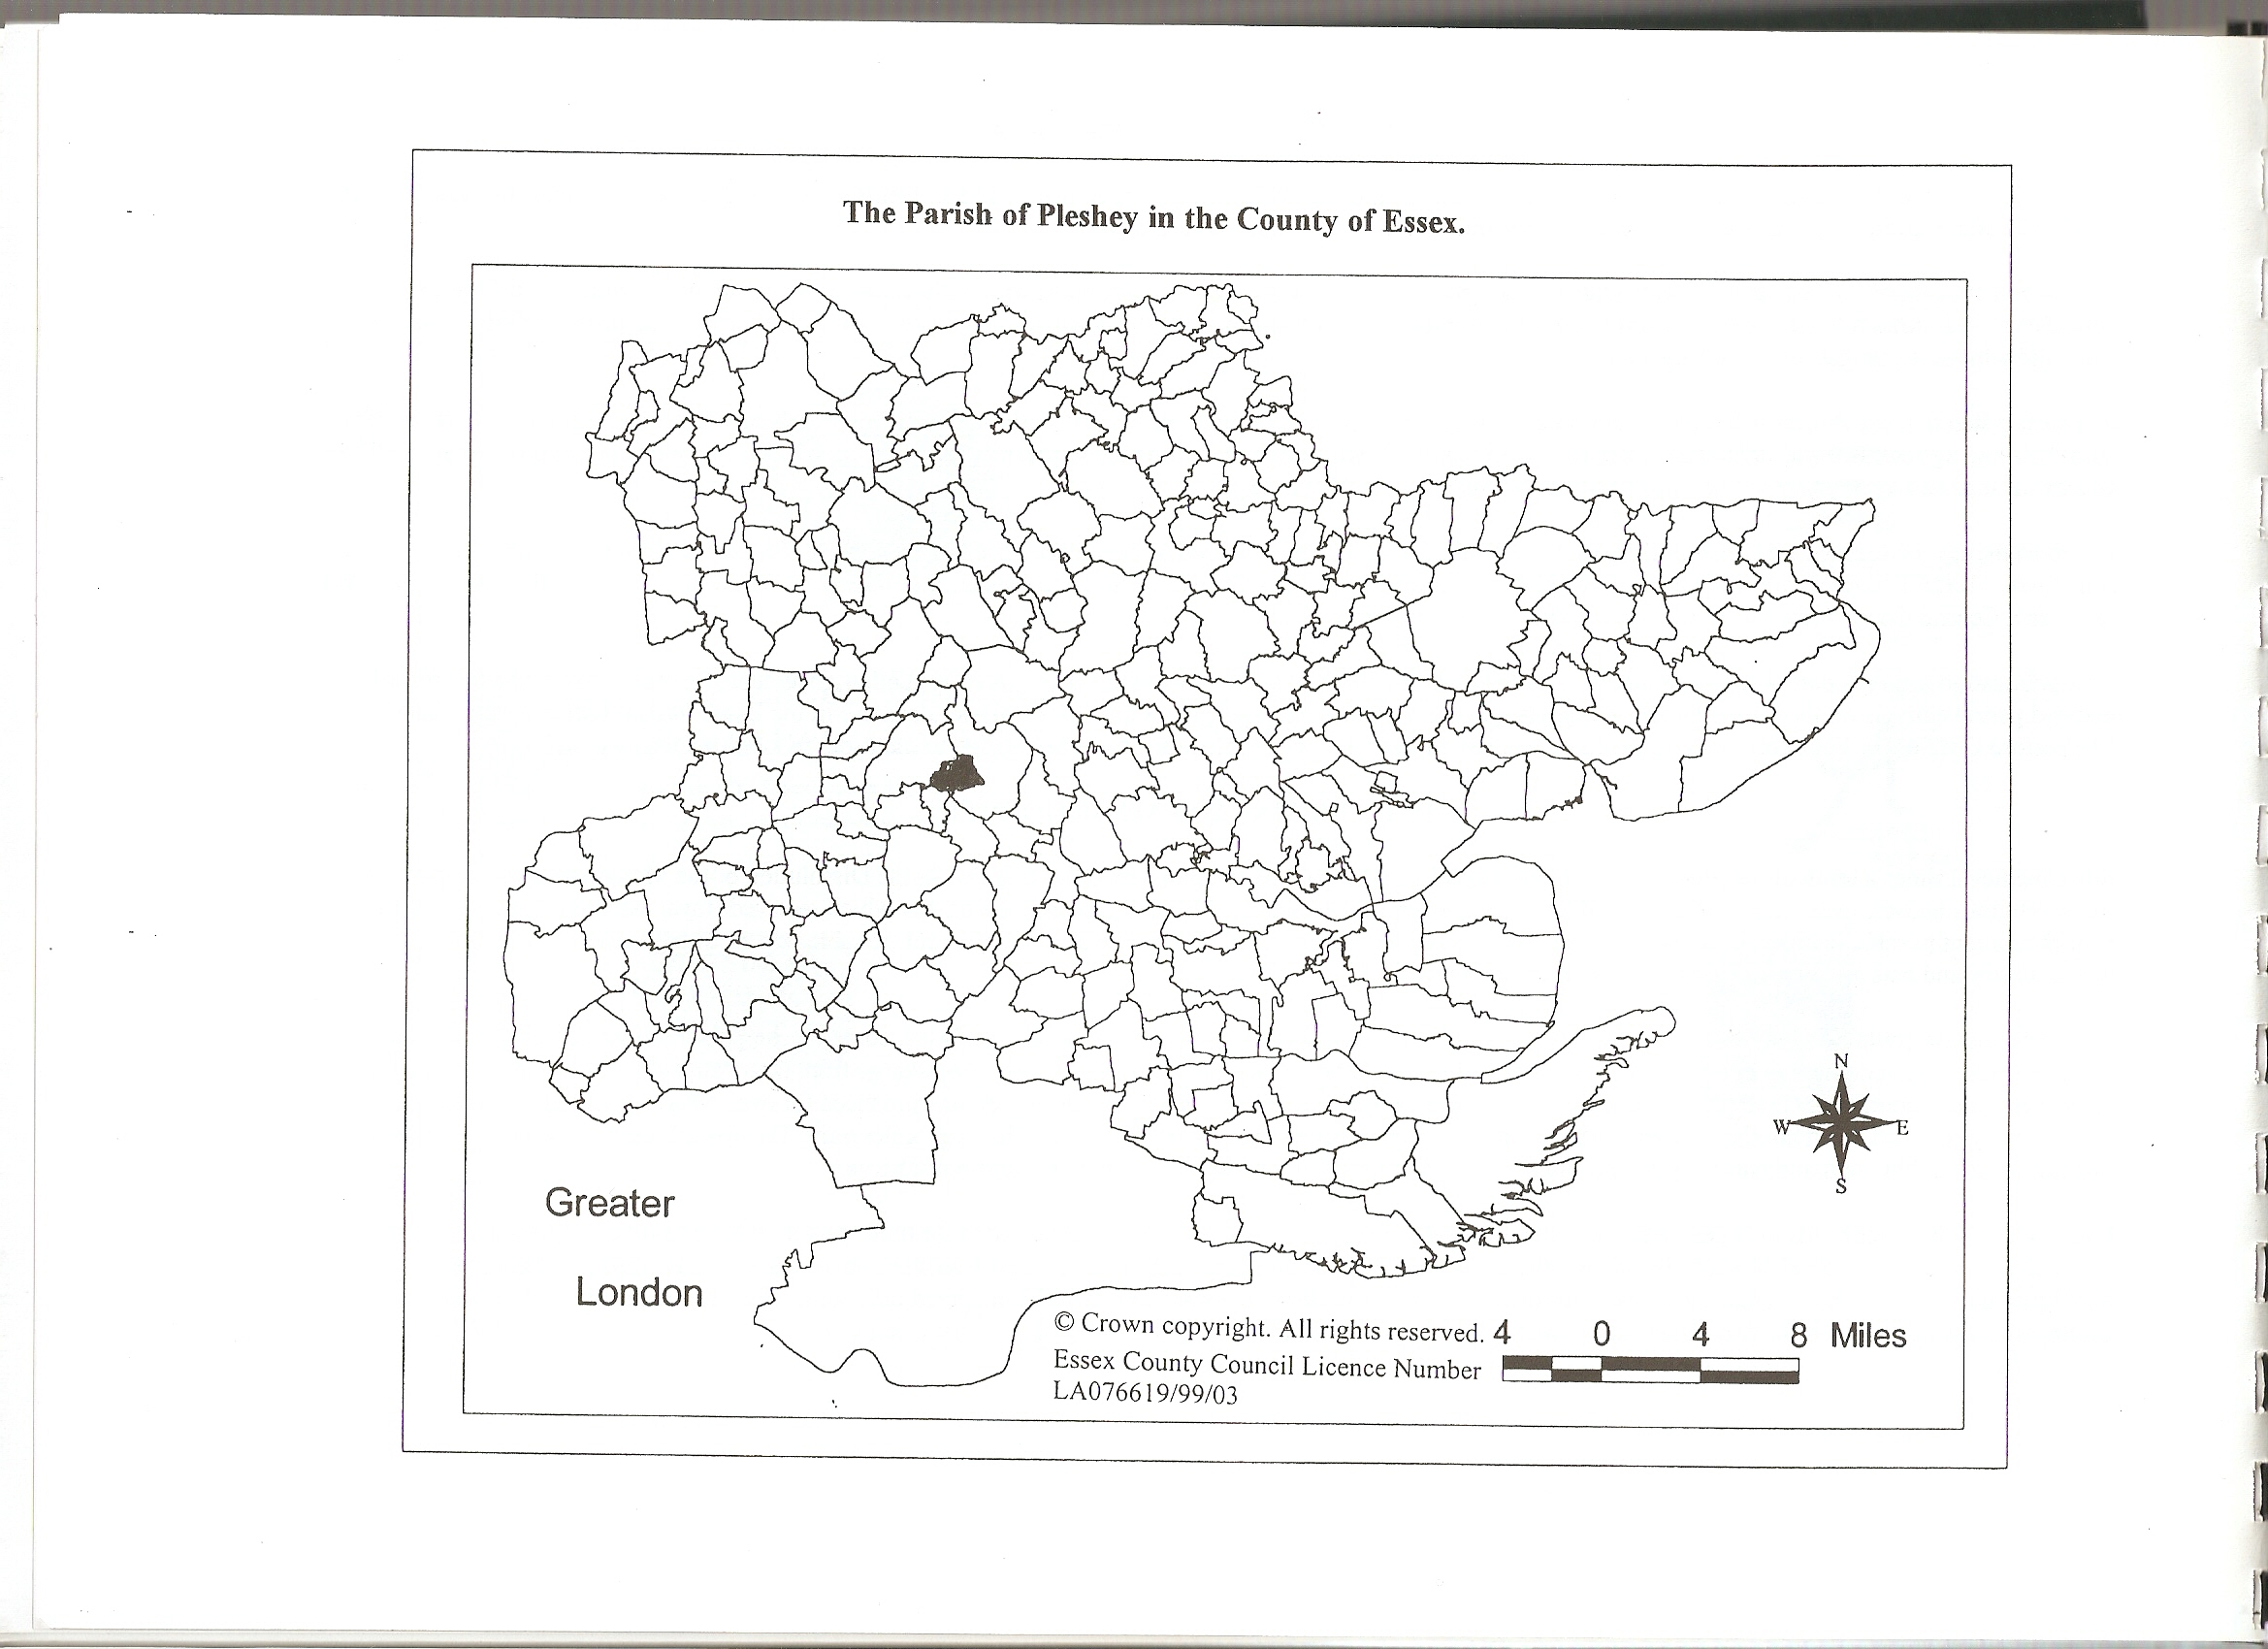 The Parish of Pleshey in the County of Essex.
N
W E
S
Greater
London
© Crown copyright. All rights reserved.
Essex County Council Licence Number
LA076619/99/03
4 0 4 8 Miles